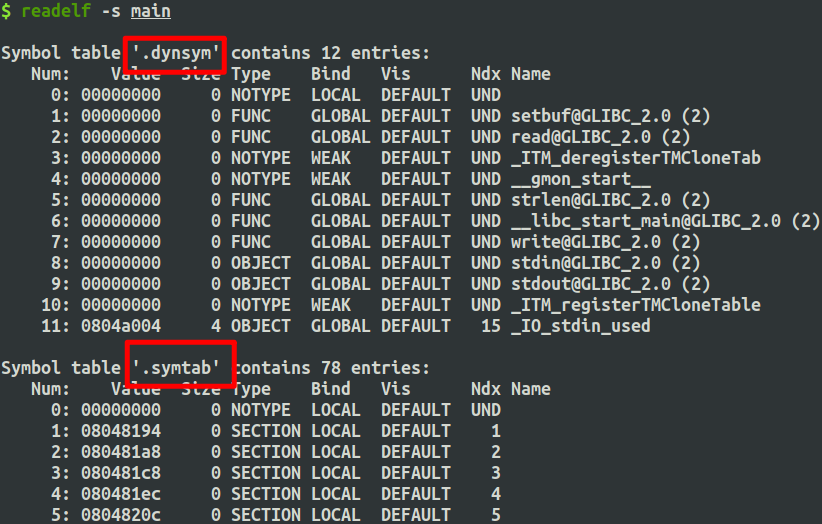 $ readelf -s main
Symbol table '.dynsym' contains 12 entries:
Num: Value Size Type Bind Vis Ndx Name
0: 00000000 0 NOTYPE LOCAL DEFAULT UND
1: 00000000 0 FUNC GLOBAL DEFAULT UND setbuf@GLIBC_2.0 (2)
2: 00000000 0 FUNC GLOBAL DEFAULT UND read@GLIBC_2.0 (2)
3: 00000000 0 NOTYPE WEAK DEFAULT UND _ITM_deregisterTMCloneTab
4: 00000000 0 NOTYPE WEAK DEFAULT UND __gmon_start__
5: 00000000 0 FUNC GLOBAL DEFAULT UND strlen@GLIBC_2.0 (2)
6: 00000000 0 FUNC GLOBAL DEFAULT UND __libc_start_main@GLIBC_2.0 (2)
7: 00000000 0 FUNC GLOBAL DEFAULT UND write@GLIBC_2.0 (2)
8: 00000000 0 OBJECT GLOBAL DEFAULT UND stdin@GLIBC_2.0 (2)
9: 00000000 0 OBJECT GLOBAL DEFAULT UND stdout@GLIBC_2.0 (2)
10: 00000000 0 NOTYPE WEAK DEFAULT UND _ITM_registerTMCloneTable
11: 0804a004 4 OBJECT GLOBAL DEFAULT 15 _IO_stdin_used
Symbol table '.symtab' contains 78 entries:
Num: Value Size Type Bind Vis Ndx Name
0: 00000000 0 NOTYPE LOCAL DEFAULT UND
1: 08048194 0 SECTION LOCAL DEFAULT 1
2: 080481a8 0 SECTION LOCAL DEFAULT 2
3: 080481c8 0 SECTION LOCAL DEFAULT 3
4: 080481ec 0 SECTION LOCAL DEFAULT 4
5: 0804820c 0 SECTION LOCAL DEFAULT 5